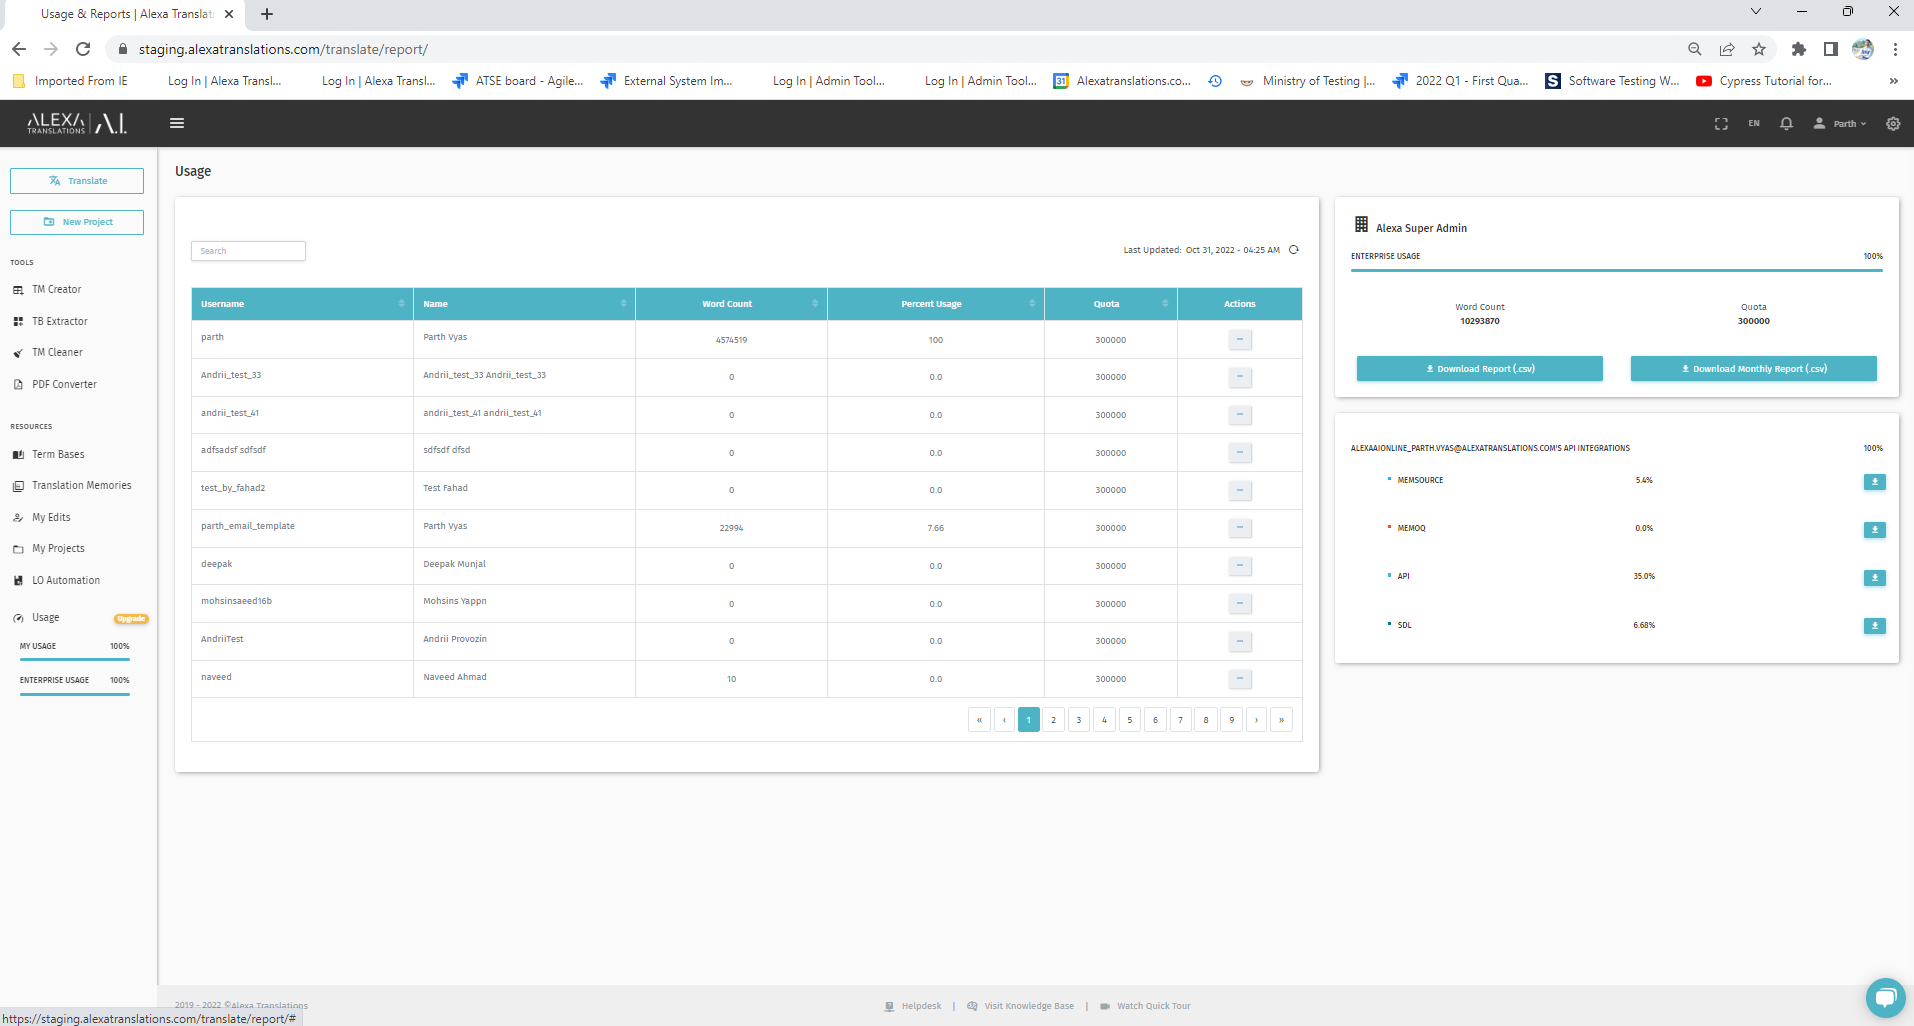 Usage & Reports | Alexa Translati
staging.alexatranslations.com/translate/report/
Imported From IE
Log In | Alexa Transl...
Log In | Alexa Transl...
ATSE board - Agile...
External System Im...
Log In | Admin Tool...
Log In | Admin Tool...
31
Alexatranslations.co...
Ministry of Testing |...
2022 Q1 - First Qua...
S
Software Testing W...
Cypress Tutorial for...
»
ALEXA TRANSLATIONS | A.I.
EN
Parth
Translate
New Project
TOOLS
TM Creator
TB Extractor
TM Cleaner
PDF Converter
RESOURCES
Term Bases
Translation Memories
My Edits
My Projects
LO Automation
Usage Upgrade
MY USAGE 100%
ENTERPRISE USAGE 100%
Usage
Search
Last Updated: Oct 31, 2022 - 04:25 AM
Username Name Word Count Percent Usage Quota Actions
parth Parth Vyas 4574519 100 300000
Andrii_test_33 Andrii_test_33 Andrii_test_33 0 0.0 300000
andrii_test_41 andrii_test_41 andrii_test_41 0 0.0 300000
adfsadsf sdfsdf sdfsdf dfsd 0 0.0 300000
test_by_fahad2 Test Fahad 0 0.0 300000
parth_email_template Parth Vyas 22994 7.66 300000
deepak Deepak Munjal 0 0.0 300000
mohsinsaeed16b Mohsins Yappn 0 0.0 300000
AndriiTest Andrii Provozin 0 0.0 300000
naveed Naveed Ahmad 10 0.0 300000
« ‹ 1 2 3 4 5 6 7 8 9 › »
Alexa Super Admin
ENTERPRISE USAGE 100%
Word Count Quota
10293870 300000
Download Report (.csv) Download Monthly Report (.csv)
ALEXAAIONLINE_PARTH.VYAS@ALEXATRANSLATIONS.COM'S API INTEGRATIONS 100%
MEMSOURCE 5.4%
MEMOQ 0.0%
API 35.0%
SDL 6.68%
2019 - 2022 ©Alexa Translations
Helpdesk | Visit Knowledge Base | Watch Quick Tour
https://staging.alexatranslations.com/translate/report/#